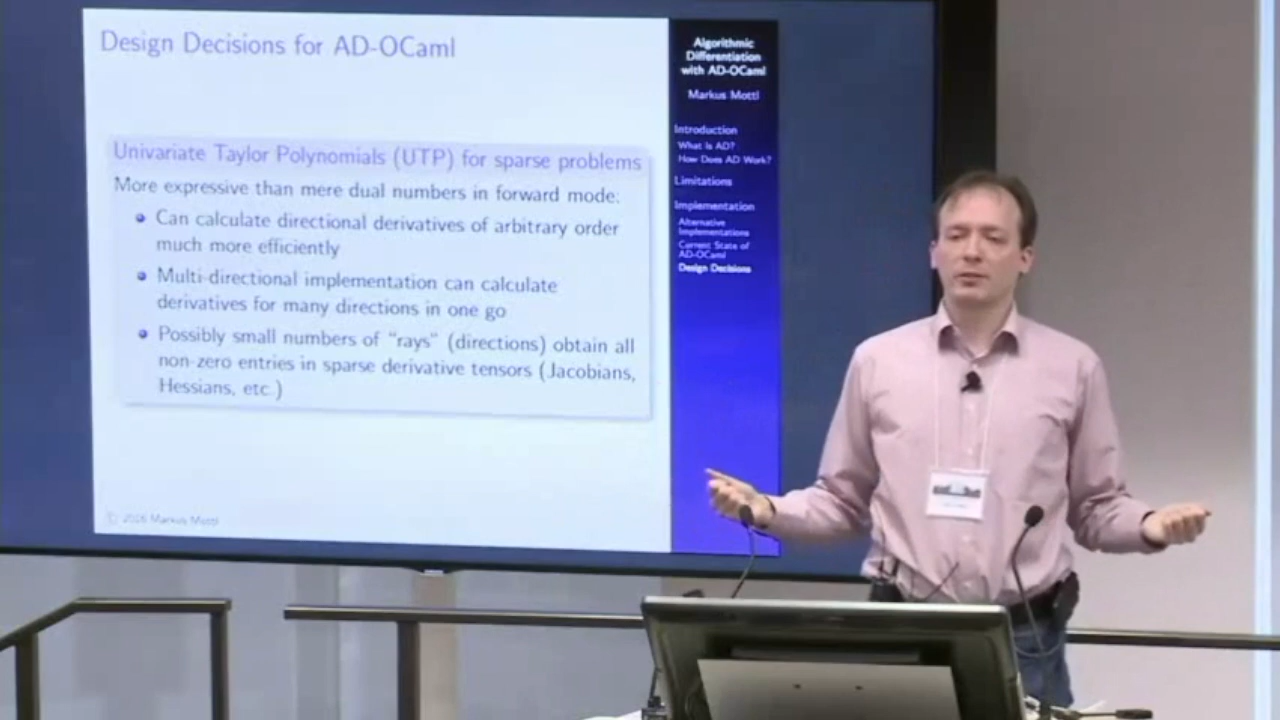 Design Decisions for AD-OCaml
Univariate Taylor Polynomials (UTP) for sparse problems
More expressive than mere dual numbers in forward mode:
Can calculate directional derivatives of arbitrary order
much more efficiently
Multi-directional implementation can calculate
derivatives for many directions in one go
Possibly small numbers of “rays” (directions) obtain all
non-zero entries in sparse derivative tensors (Jacobians,
Hessians, etc.)
© 2016 Markus Mottl
Algorithmic
Differentiation
with AD-OCaml
Markus Mottl
Introduction
What Is AD?
How Does AD Work?
Limitations
Implementation
Alternative
Implementations
Current State of
AD-OCaml
Design Decisions